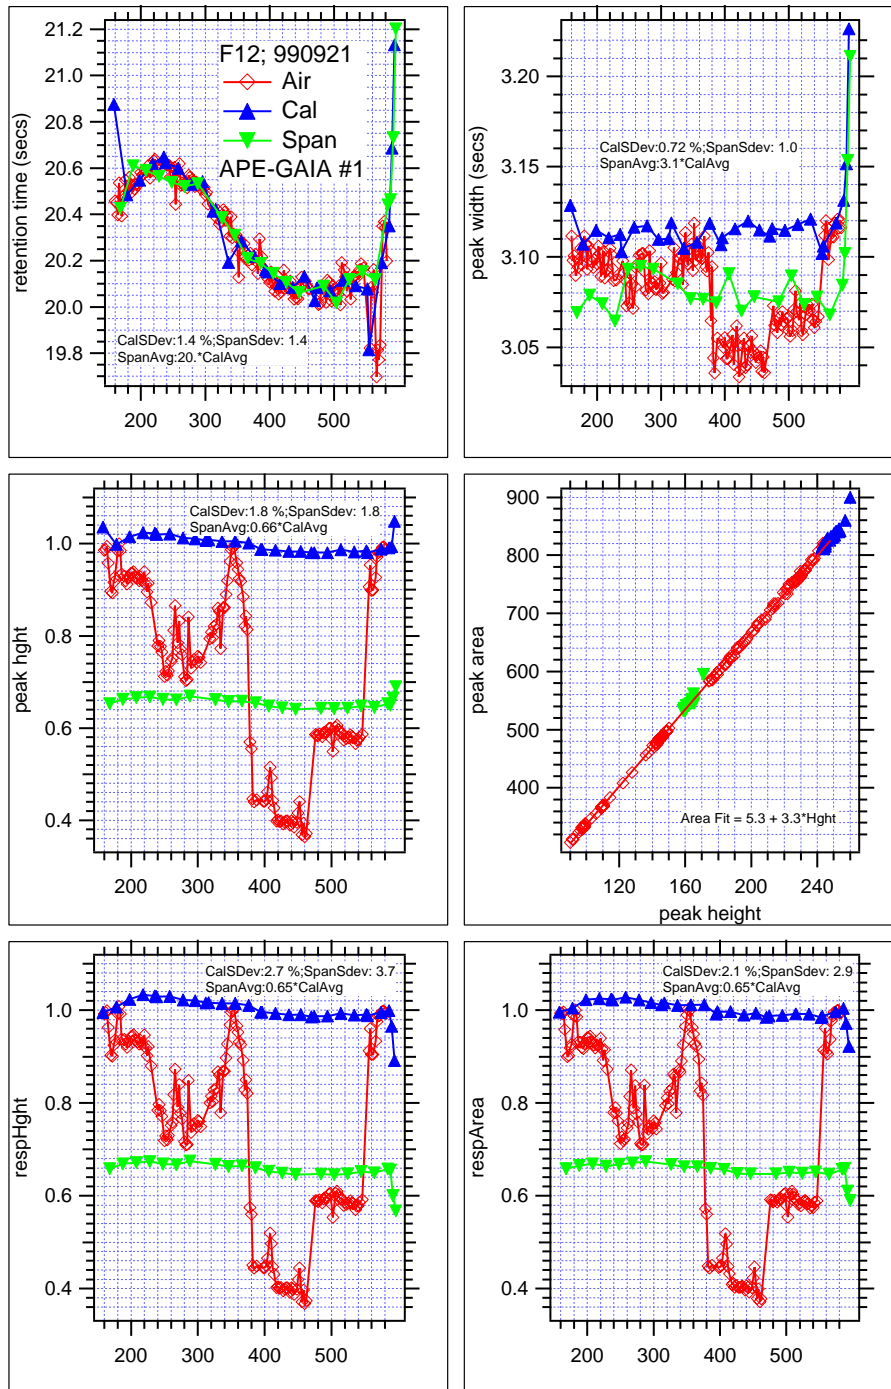 F12; 990921
Air
Cal
Span
APE-GAIA #1
CalSDev:1.4 %;SpanSdev: 1.4
SpanAvg:20.*CalAvg
retention time (secs)
21.2
21.0
20.8
20.6
20.4
20.2
20.0
19.8
200 300 400 500
CalSDev:0.72 %;SpanSdev: 1.0
SpanAvg:3.1*CalAvg
peak width (secs)
3.20
3.15
3.10
3.05
200 300 400 500
CalSDev:1.8 %;SpanSdev: 1.8
SpanAvg:0.66*CalAvg
peak hght
1.0
0.8
0.6
0.4
200 300 400 500
peak area
900
800
700
600
500
400
Area Fit = 5.3 + 3.3*Hght
120 160 200 240
peak height
CalSDev:2.7 %;SpanSdev: 3.7
SpanAvg:0.65*CalAvg
respHght
1.0
0.8
0.6
0.4
200 300 400 500
CalSDev:2.1 %;SpanSdev: 2.9
SpanAvg:0.65*CalAvg
respArea
1.0
0.8
0.6
0.4
200 300 400 500